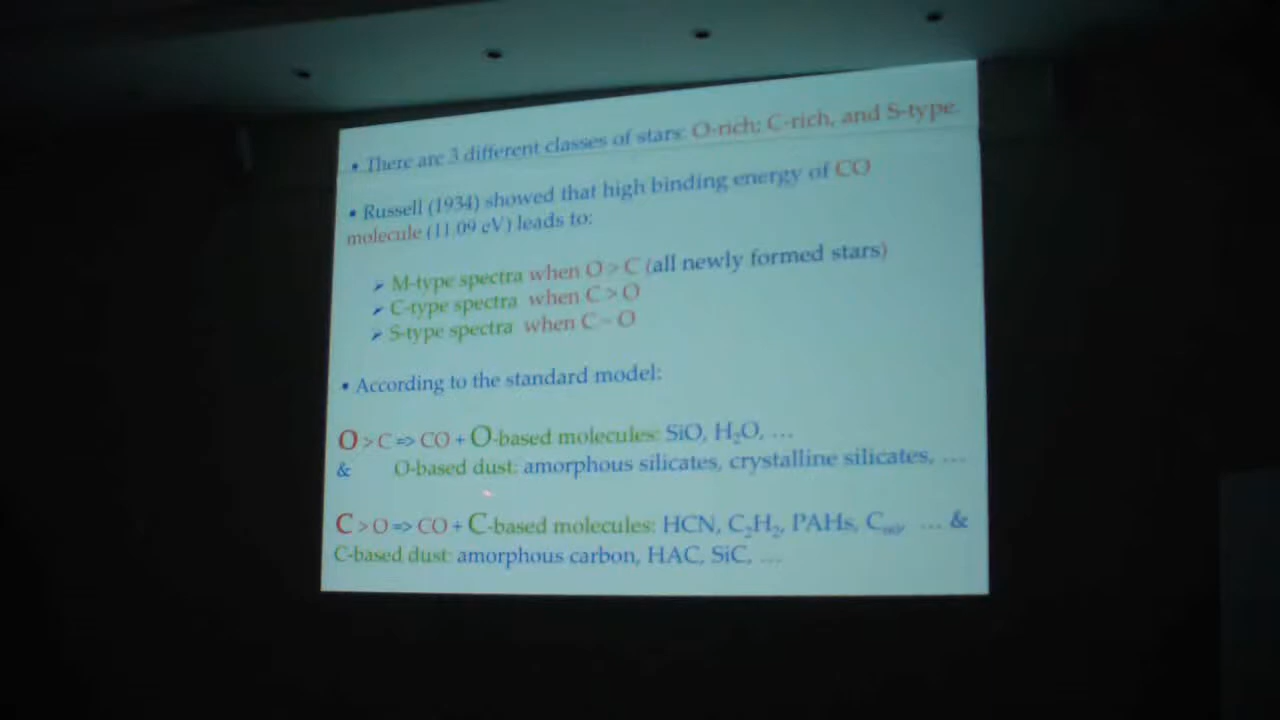 • There are 3 different classes of stars: O-rich; C-rich, and S-type.
• Russell (1934) showed that high binding energy of CO
molecule (11.09 eV) leads to:
➢ M-type spectra when O > C (all newly formed stars)
➢ C-type spectra when C > O
➢ S-type spectra when C ~ O
• According to the standard model:
O > C => CO + O-based molecules: SiO, H₂O, …
& O-based dust: amorphous silicates, crystalline silicates, …
C > O => CO + C-based molecules: HCN, C₂H₂, PAHs, C₆₀, … &
C-based dust: amorphous carbon, HAC, SiC, …